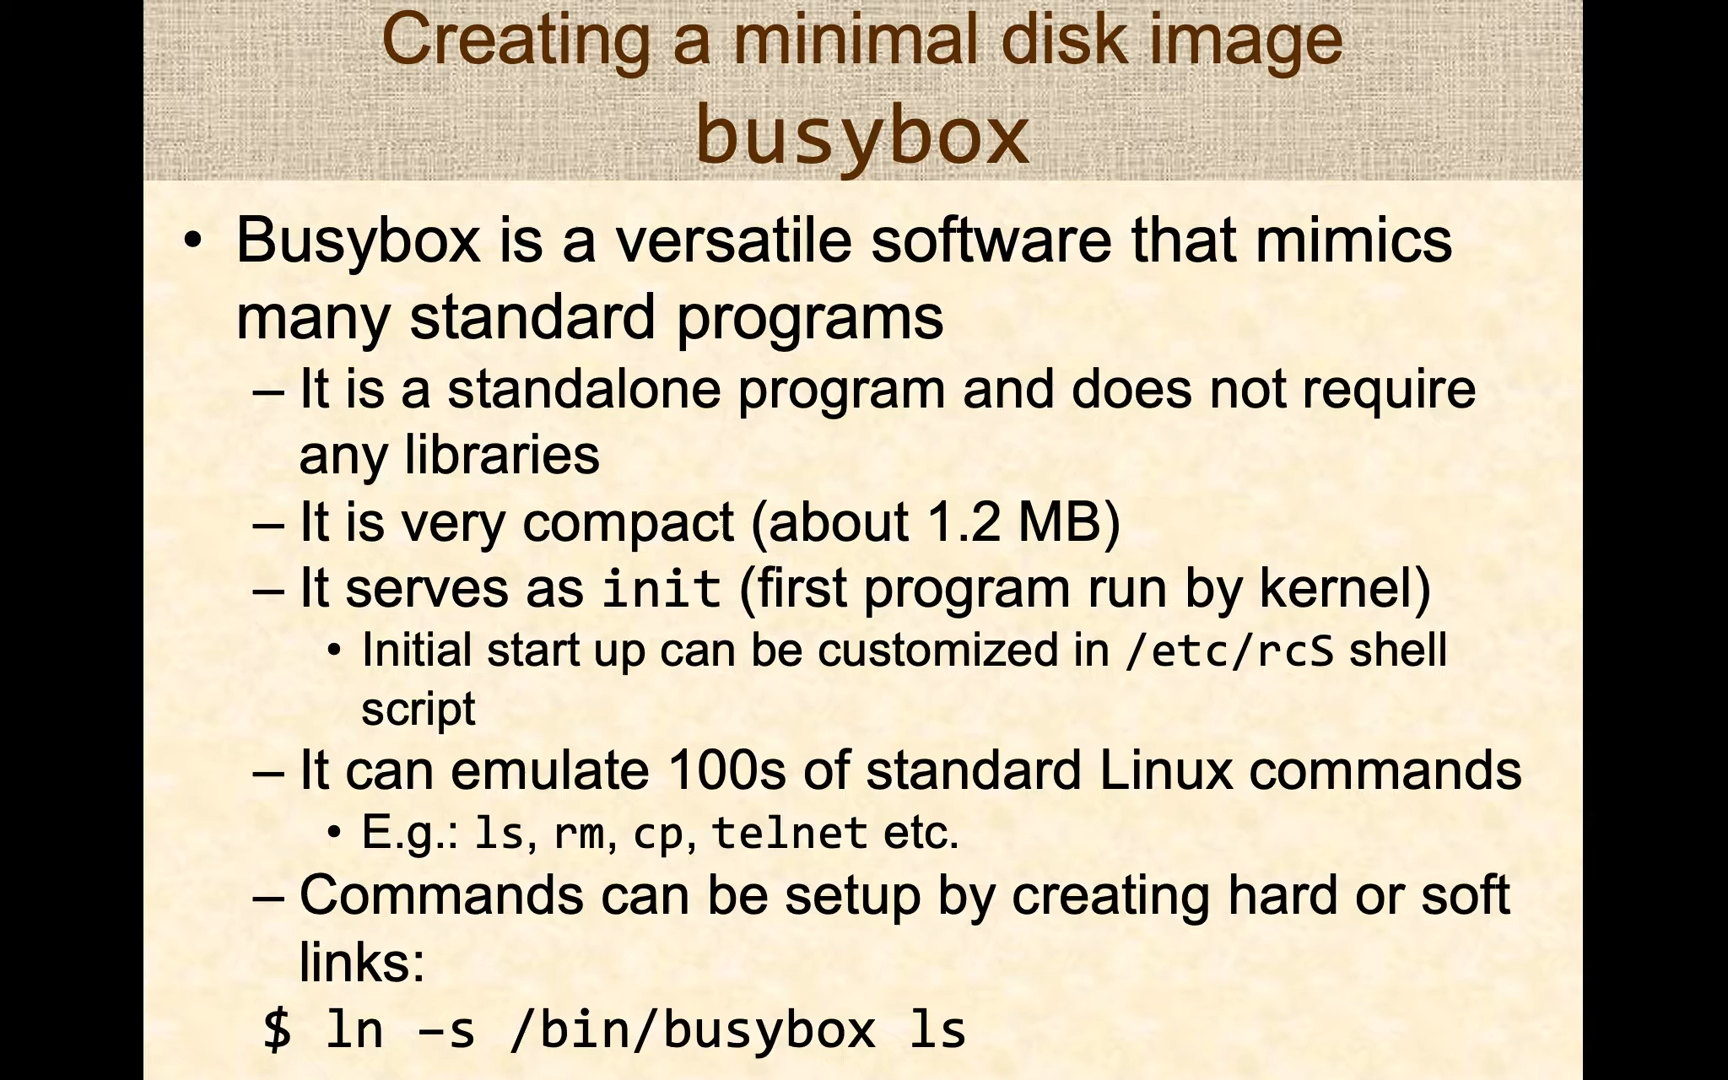 Creating a minimal disk image
busybox
• Busybox is a versatile software that mimics
many standard programs
– It is a standalone program and does not require
any libraries
– It is very compact (about 1.2 MB)
– It serves as init (first program run by kernel)
• Initial start up can be customized in /etc/rcS shell
script
– It can emulate 100s of standard Linux commands
• E.g.: ls, rm, cp, telnet etc.
– Commands can be setup by creating hard or soft
links:
$ ln –s /bin/busybox ls